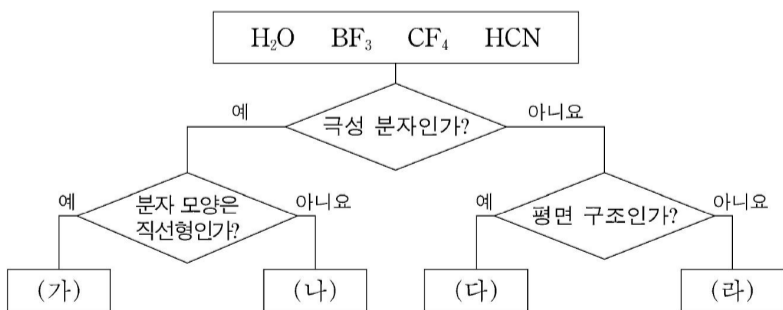 H₂O BF₃ CF₄ HCN
극성 분자인가?
예
아니요
분자 모양은
직선형인가?
예
아니요
평면 구조인가?
예
아니요
(가)
(나)
(다)
(라)